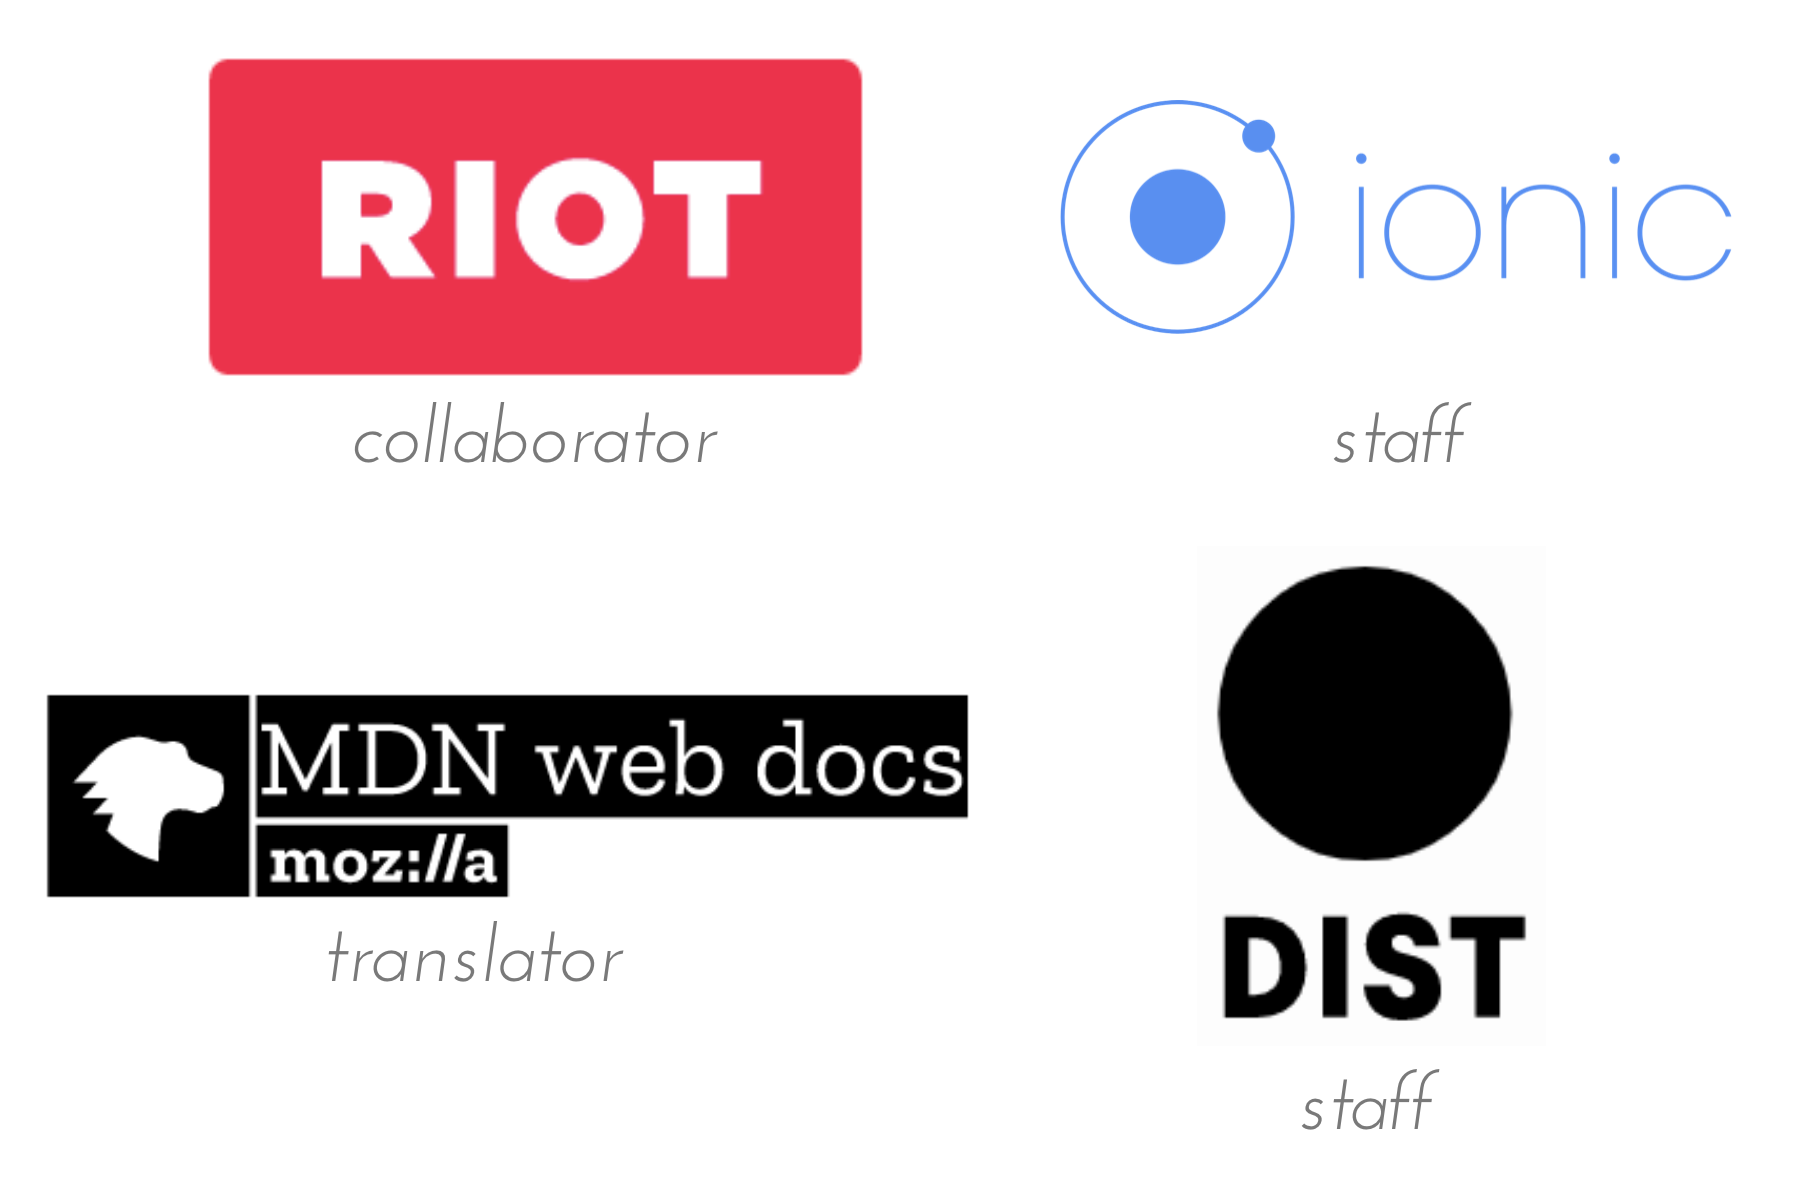 RIOT
collaborator
ionic
staff
MDN web docs
moz://a
translator
DIST
staff